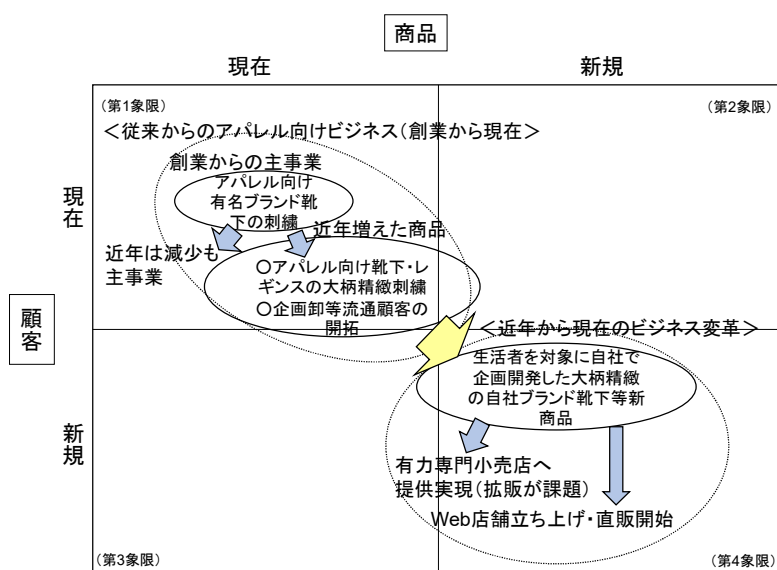 商品
現在
新規
(第1象限)
(第2象限)
<従来からのアパレル向けビジネス(創業から現在>
現在
創業からの主事業
アパレル向け
有名ブランド靴
下の刺繍
近年増えた商品
近年は減少も
主事業
○アパレル向け靴下・レ
ギンスの大柄精緻刺繍
○企画卸等流通顧客の
開拓
顧客
<近年から現在のビジネス変革>
生活者を対象に自社で
企画開発した大柄精緻
の自社ブランド靴下等新
商品
新規
有力専門小売店へ
提供実現(拡販が課題)
Web店舗立ち上げ・直販開始
(第3象限)
(第4象限)